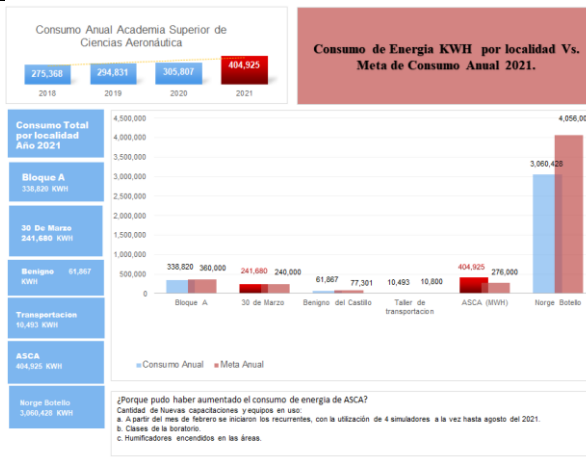 Consumo Anual Academia Superior de
Ciencias Aeronáutica
275,368
294,831
305,807
404,925
2018
2019
2020
2021
Consumo de Energia KWH por localidad Vs.
Meta de Consumo Anual 2021.
Consumo Total
por localidad
Año 2021
Bloque A
338,820 KWH
30 De Marzo
241,680 KWH
Benigno 61,867
KWH
Transportacion
10,493 KWH
ASCA
404,925 KWH
Norge Botello
3,060,428 KWH
4,500,000
4,000,000
3,500,000
3,000,000
2,500,000
2,000,000
1,500,000
1,000,000
500,000
0
338,820 360,000
241,680 240,000
61,867 77,301
10,493 10,800
404,925 276,000
3,060,428
4,056,00
Bloque A
30 de Marzo
Benigno del Castillo
Taller de
transportacion
ASCA (MWH)
Norge Botello
Consumo Anual
Meta Anual
¿Porque pudo haber aumentado el consumo de energia de ASCA?
Cantidad de Nuevas capacitaciones y equipos en uso:
a. A partir del mes de febrero se iniciaron los recurrentes, con la utilización de 4 simuladores a la vez hasta agosto del 2021.
b. Clases de la boratorio.
c. Humificadores encendidos en las áreas.